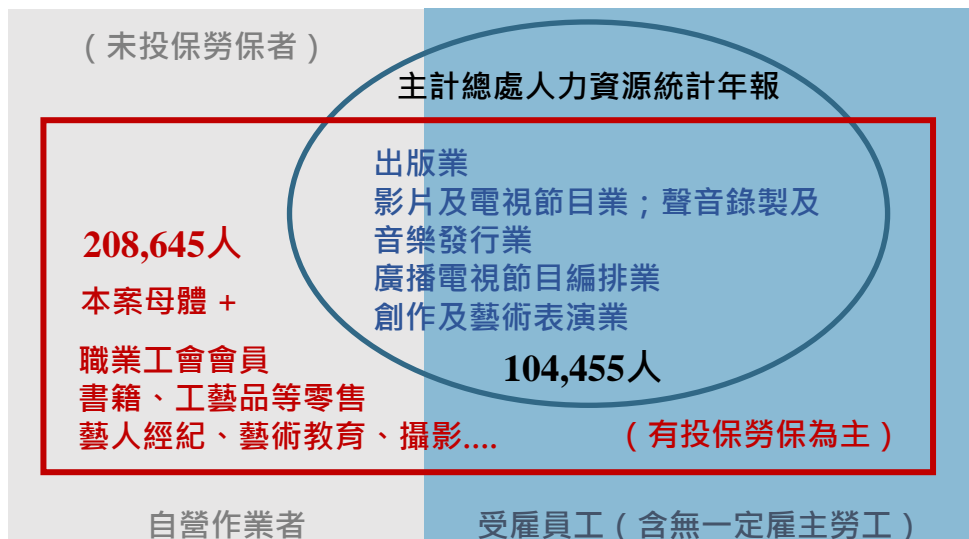 （未投保勞保者）
主計總處人力資源統計年報
出版業
影片及電視節目業；聲音錄製及
音樂發行業
廣播電視節目編排業
創作及藝術表演業
104,455人
208,645人
本案母體 +
職業工會會員
書籍、工藝品等零售
藝人經紀、藝術教育、攝影....
（有投保勞保為主）
自營作業者
受雇員工（含無一定雇主勞工）